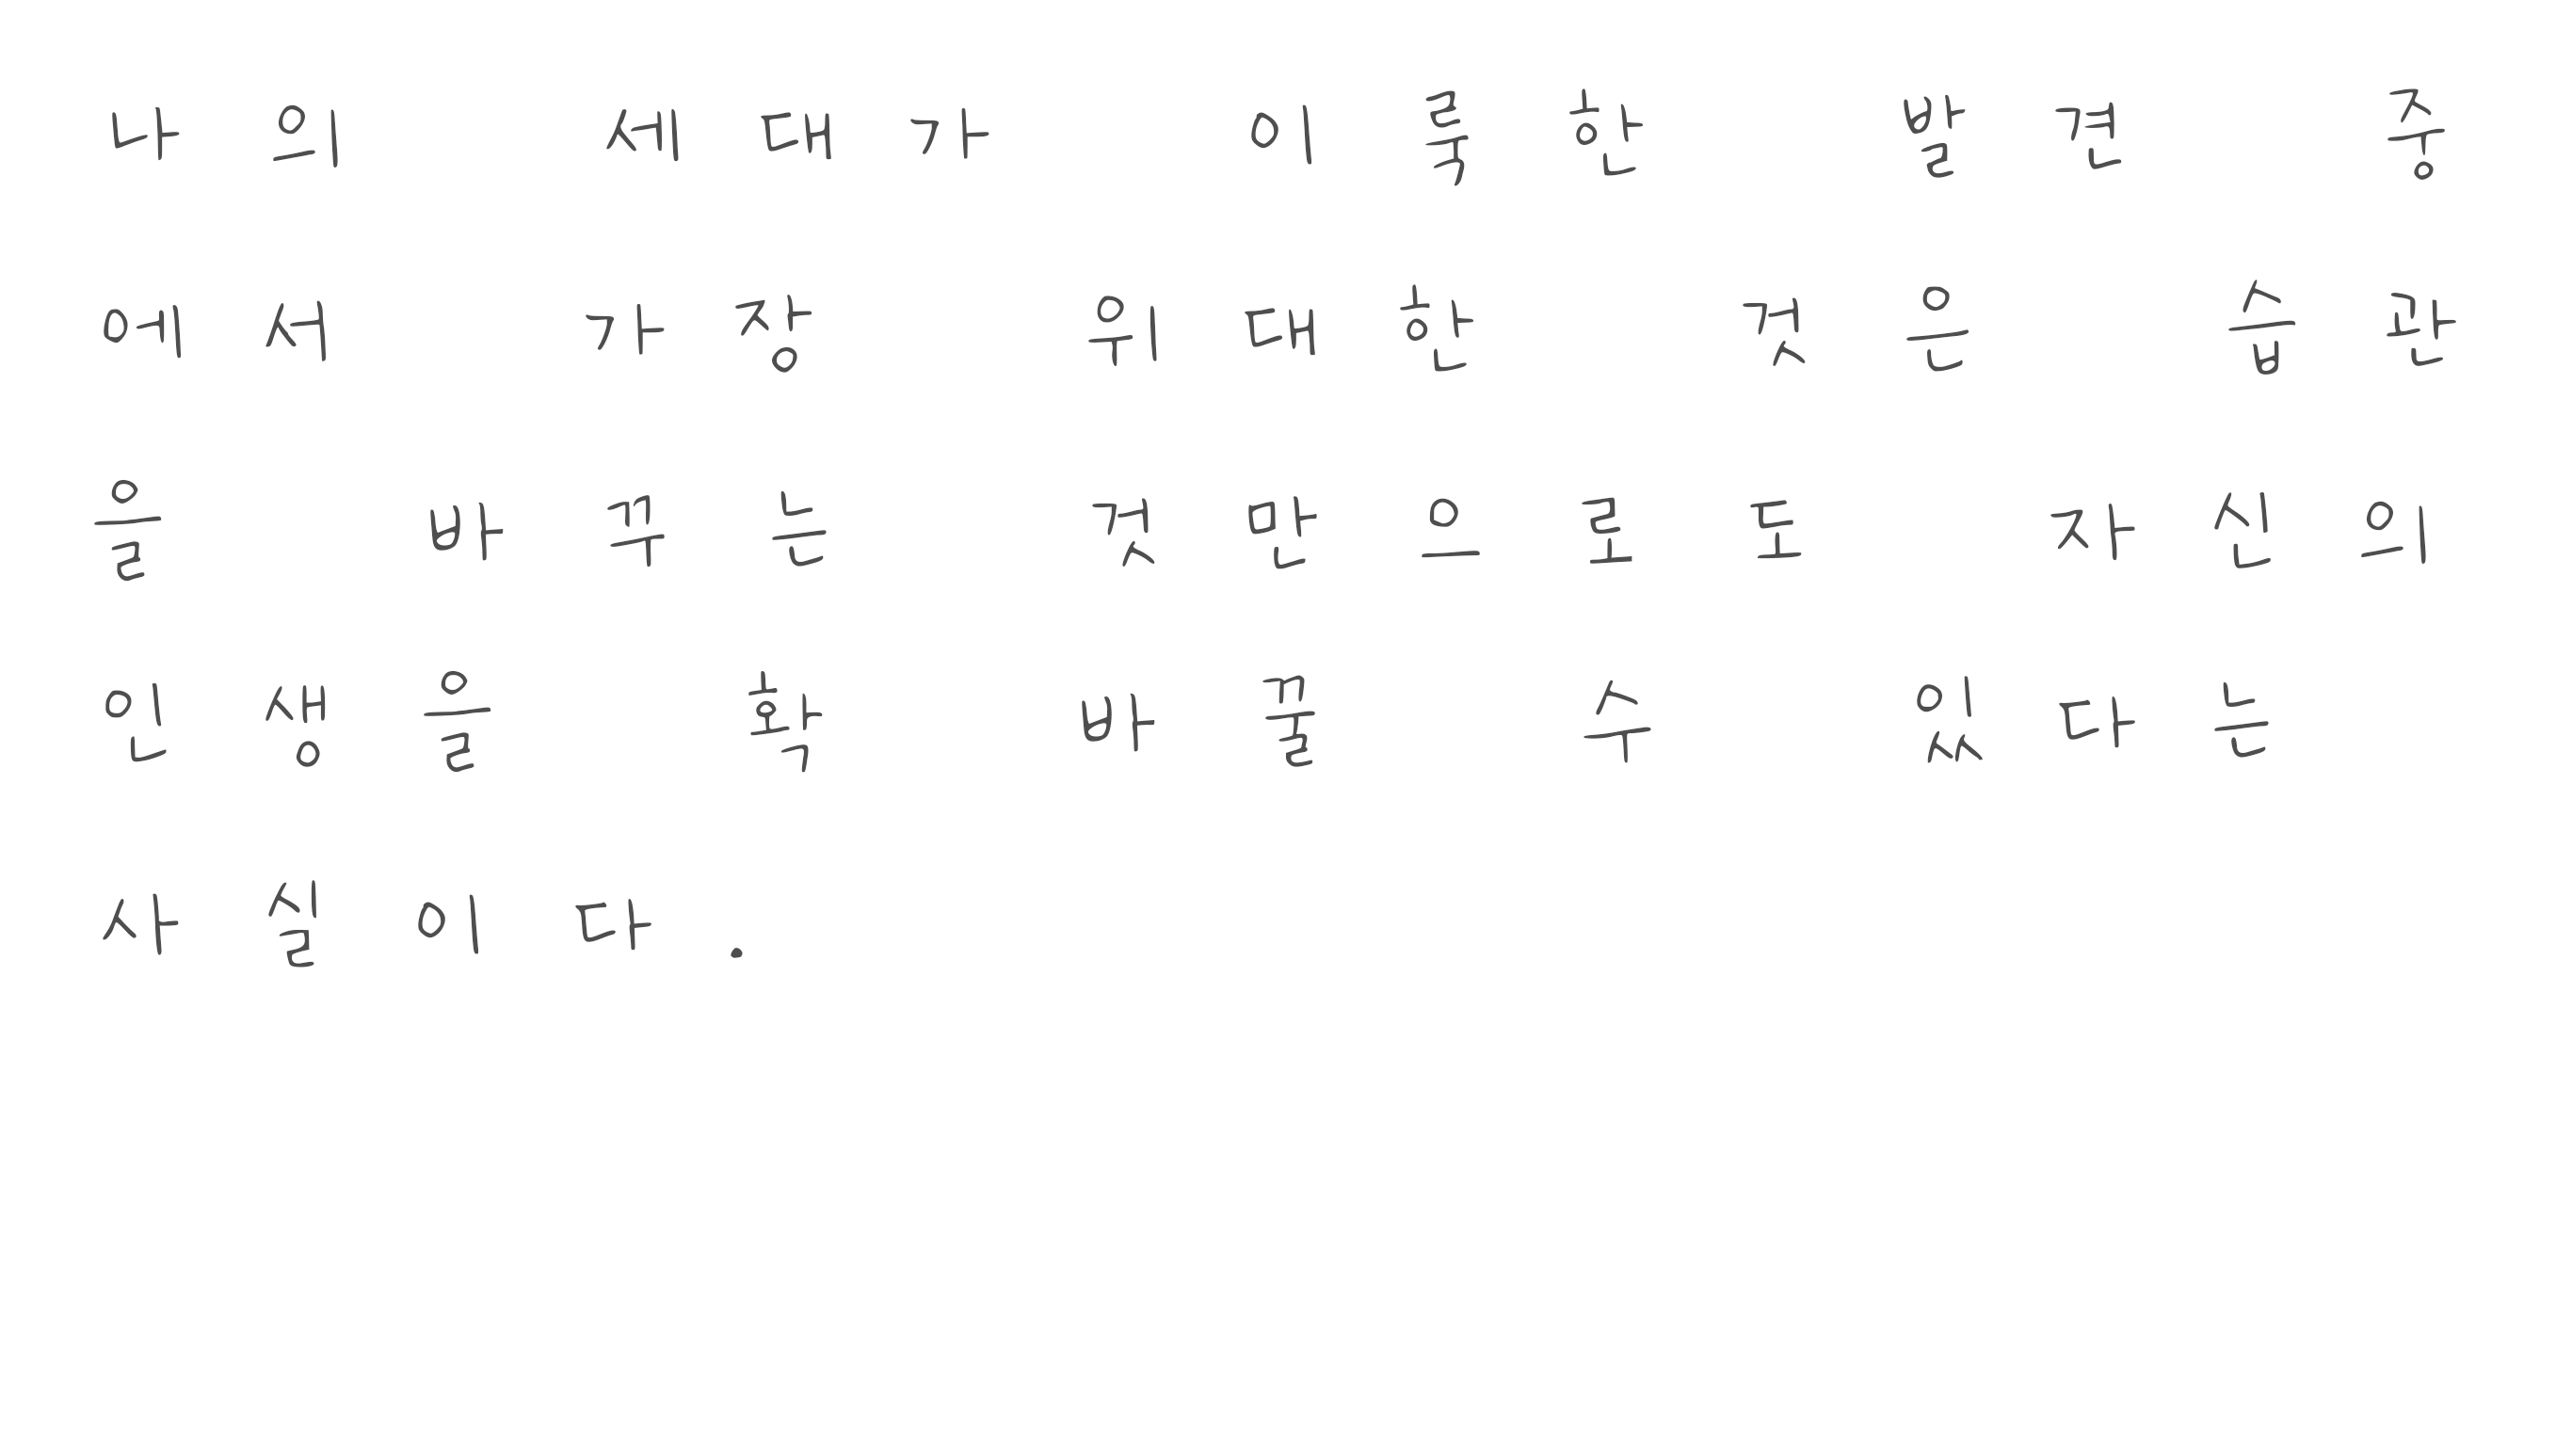 나의 세대가 이룩한 발견 중
에서 가장 위대한 것은 습관
을 바꾸는 것만으로도 자신의
인생을 확 바꿀 수 있다는
사실이다.